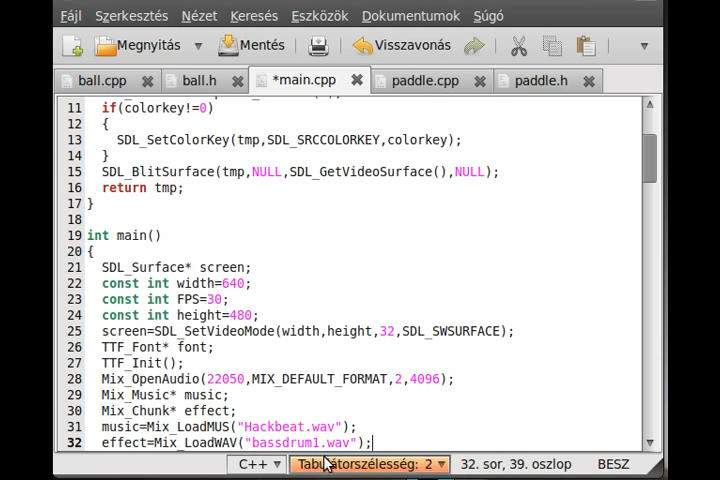 Fájl Szerkesztés Nézet Keresés Eszközök Dokumentumok Súgó
Megnyitás Mentés Visszavonás
ball.cpp ball.h *main.cpp paddle.cpp paddle.h
11 if(colorkey!=0)
12 {
13 SDL_SetColorKey(tmp,SDL_SRCCOLORKEY,colorkey);
14 }
15 SDL_BlitSurface(tmp,NULL,SDL_GetVideoSurface(),NULL);
16 return tmp;
17 }
18
19 int main()
20 {
21 SDL_Surface* screen;
22 const int width=640;
23 const int FPS=30;
24 const int height=480;
25 screen=SDL_SetVideoMode(width,height,32,SDL_SWSURFACE);
26 TTF_Font* font;
27 TTF_Init();
28 Mix_OpenAudio(22050,MIX_DEFAULT_FORMAT,2,4096);
29 Mix_Music* music;
30 Mix_Chunk* effect;
31 music=Mix_LoadMUS("Hackbeat.wav");
32 effect=Mix_LoadWAV("bassdrum1.wav");
C++ Tabulátorszélesség: 2 32. sor, 39. oszlop BESZ